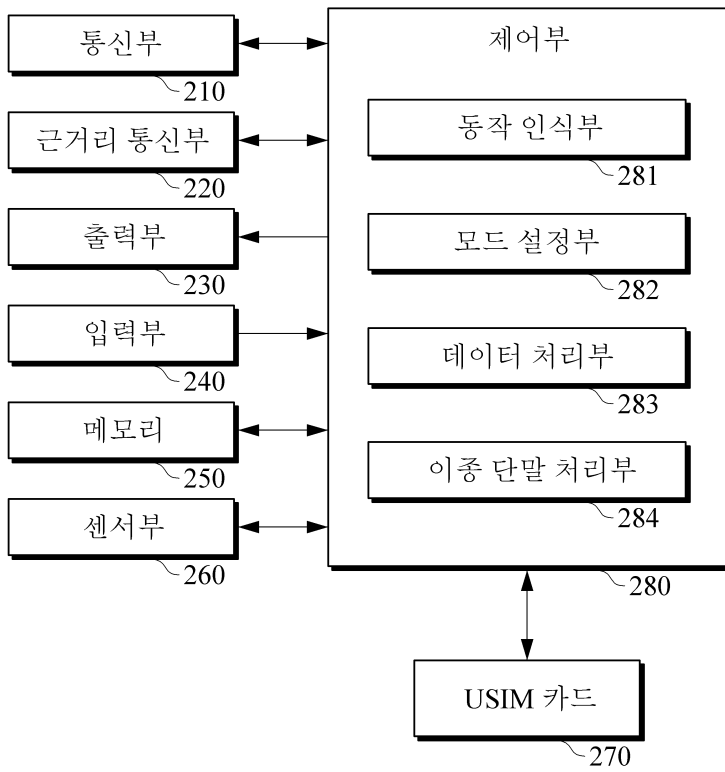 통신부
210
근거리 통신부
220
출력부
230
입력부
240
메모리
250
센서부
260
제어부
동작 인식부
281
모드 설정부
282
데이터 처리부
283
이종 단말 처리부
284
280
USIM 카드
270